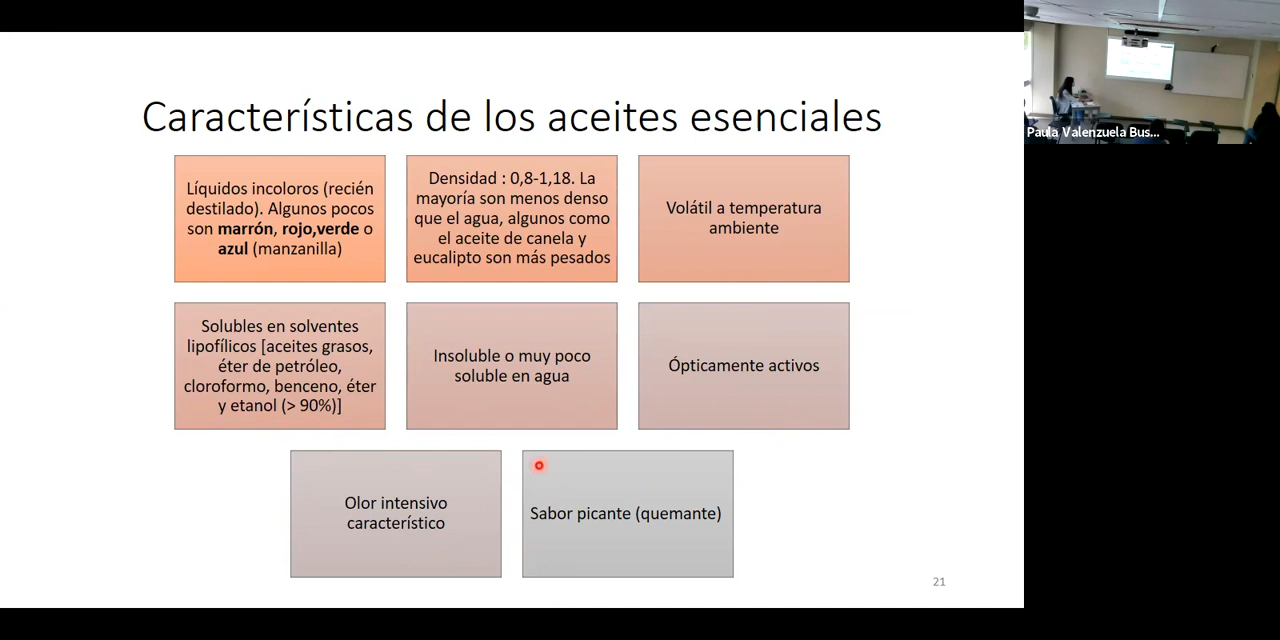 Características de los aceites esenciales
Líquidos incoloros (recién
destilado). Algunos pocos
son marrón, rojo,verde o
azul (manzanilla)
Densidad : 0,8-1,18. La
mayoría son menos denso
que el agua, algunos como
el aceite de canela y
eucalipto son más pesados
Volátil a temperatura
ambiente
Solubles en solventes
lipofílicos [aceites grasos,
éter de petróleo,
cloroformo, benceno, éter
y etanol (> 90%)]
Insoluble o muy poco
soluble en agua
Ópticamente activos
Olor intensivo
característico
Sabor picante (quemante)
21
Paula Valenzuela Bus...